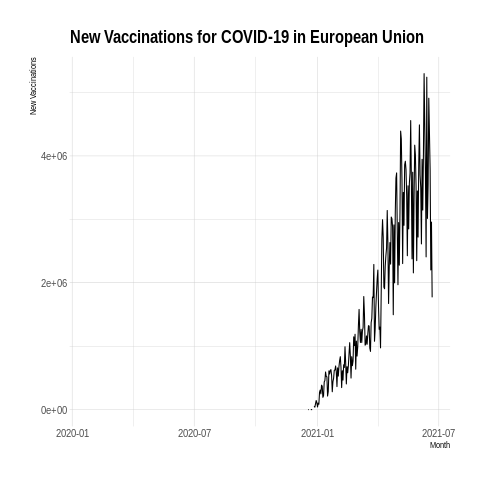 New Vaccinations for COVID-19 in European Union
New Vaccinations
4e+06
2e+06
0e+00
2020-01 2020-07 2021-01 2021-07
Month